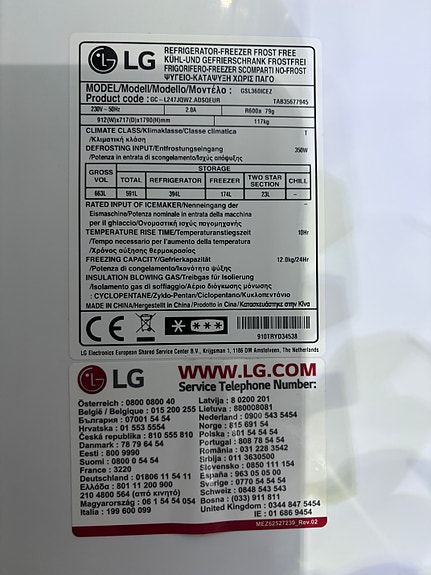 LG
REFRIGERATOR-FREEZER FROST FREE
KÜHL-UND GEFRIERSCHRANK FROSTFREI
FRIGORIFERO-FREEZER SCOMPARTI NO-FROST
ΨΥΓΕΙΟ-ΚΑΤΑΨΥΞΗ ΧΩΡΙΣ ΠΑΓΟ
MODEL/Modell/Modello/Μοντέλο : GSL360ICEZ
Product code : GC-L247JQWZ.ADSQEUR TAB35677945
230V ~ 50Hz 2.0A R600a 79g
912(W)x717(D)x1790(H)mm 117kg
CLIMATE CLASS/Klimaklasse/Classe climatica T
/Κλιματική κλάση
DEFROSTING INPUT/Entfrostungseingang 350W
/Potenza in entrata di scongelamento/Ισχύς απόψυξης
GROSS VOL STORAGE
TOTAL REFRIGERATOR FREEZER TWO STAR SECTION CHILL
663L 591L 394L 174L 23L –
RATED INPUT OF ICEMAKER/Nenneingang der –
Eismaschine/Potenza nominale in entrata della macchina
per il ghiaccio/Ονομαστική ισχύς παγομηχανής
TEMPERATURE RISE TIME/Temperaturanstiegszeit 10Hr
/Tempo necessario per l'aumento della temperatura
/Χρόνος αύξησης θερμοκρασίας
FREEZING CAPACITY/Gefrierkapazität 12.0kg/24Hr
/Potenza di congelamento/Ικανότητα ψύξης
INSULATION BLOWING GAS/Treibgas für Isolierung
/Isolamento gas di soffiaggio/Αέριο διόγκωσης μόνωσης
: CYCLOPENTANE/Zyklo-Pentan/Ciclopentano/Κυκλοπεντάνιο
MADE IN CHINA/Hergestellt in China/Prodotto in Cina/ Κατασκευάστηκε στην Κίνα
CE
910TRYD34538
LG Electronics European Shared Service Center B.V., Krijgsman 1, 1186 DM Amstelveen, The Netherlands
LG
WWW.LG.COM
Service Telephone Number:
Österreich : 0800 0800 40
België / Belgique : 015 200 255
България : 07001 54 54
Hrvatska : 01 553 5554
Česká republika : 810 555 810
Danmark : 78 79 64 54
Eesti: 800 9990
Suomi : 0800 0 54 54
France : 3220
Deutschland : 01806 11 54 11
Ελλάδα : 801 11 200 900
210 4800 564 (από κινητό)
Magyarország : 06 1 54 54 054
Italia : 199 600 099
Latvija : 8 0200 201
Lietuva : 880008081
Nederland : 0900 543 5454
Norge : 815 691 54
Polska : 801 54 54 54
Portugal : 808 78 54 54
România : 031 228 3542
Srbija : 011 3630500
Slovensko : 0850 111 154
España : 963 05 05 00
Sverige : 0770 54 54 54
Schweiz : 0848 543 543
Bosna : (033) 911 811
United Kingdom : 0344 847 5454
IE : 01 686 9454
MEZ62527239_Rev.02